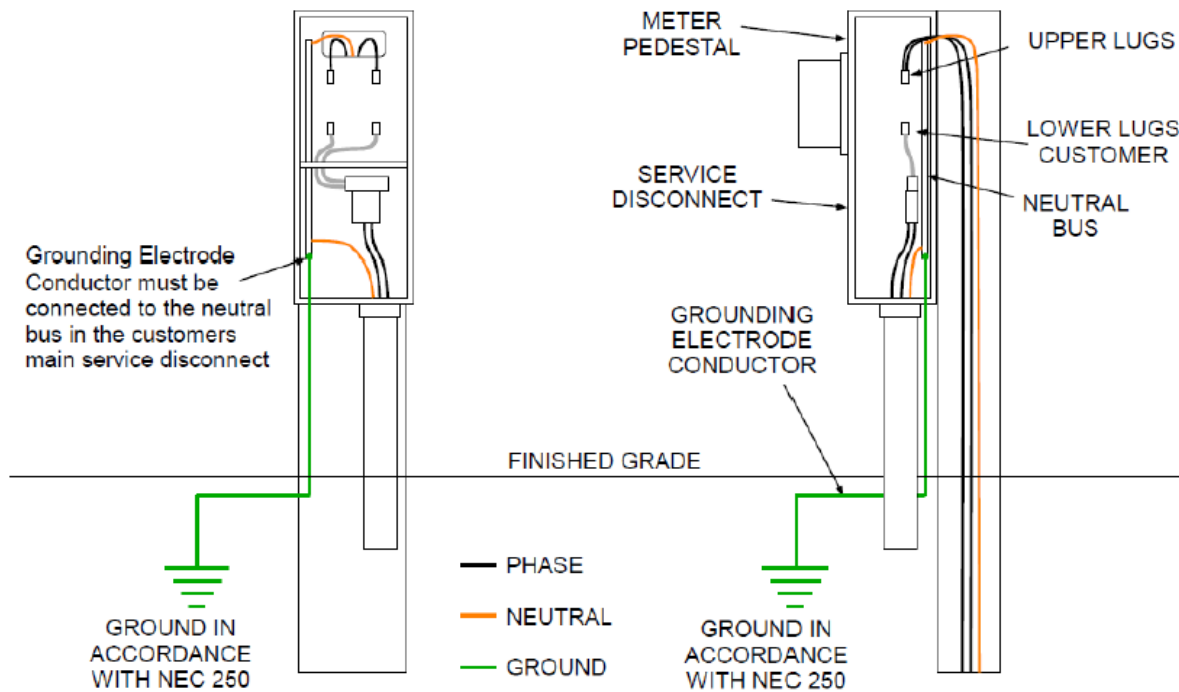 METER
PEDESTAL
UPPER LUGS
LOWER LUGS
CUSTOMER
SERVICE
DISCONNECT
NEUTRAL
BUS
Grounding Electrode
Conductor must be
connected to the neutral
bus in the customers
main service disconnect
GROUNDING
ELECTRODE
CONDUCTOR
FINISHED GRADE
PHASE
NEUTRAL
GROUND
GROUND IN
ACCORDANCE
WITH NEC 250
GROUND IN
ACCORDANCE
WITH NEC 250